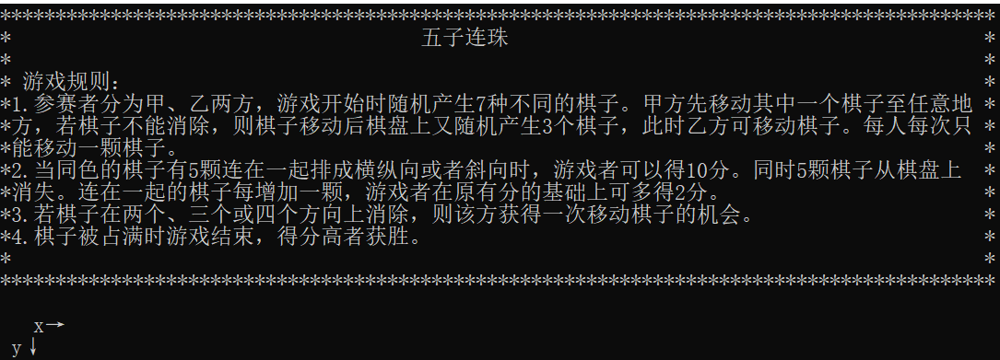 ******************************************************************************************
* 五子连珠 *
* *
* 游戏规则: *
*1.参赛者分为甲、乙两方，游戏开始时随机产生7种不同的棋子。甲方先移动其中一个棋子至任意地 *
*方，若棋子不能消除，则棋子移动后棋盘上又随机产生3个棋子，此时乙方可移动棋子。每人每次只 *
*能移动一颗棋子。 *
*2.当同色的棋子有5颗连在一起排成横纵向或者斜向时，游戏者可以得10分。同时5颗棋子从棋盘上 *
*消失。连在一起的棋子每增加一颗，游戏者在原有分的基础上可多得2分。 *
*3.若棋子在两个、三个或四个方向上消除，则该方获得一次移动棋子的机会。 *
*4.棋子被占满时游戏结束，得分高者获胜。 *
* *
******************************************************************************************
x→
y↓